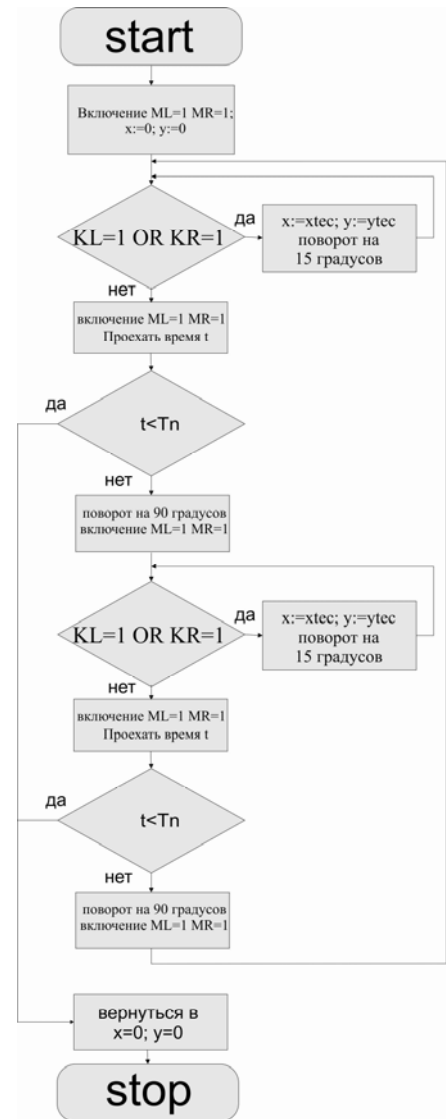 start
Включение ML=1 MR=1;
x:=0; y:=0
KL=1 OR KR=1
да
x:=xtec; y:=ytec
поворот на
15 градусов
нет
включение ML=1 MR=1
Проехать время t
да
t<Tn
нет
поворот на 90 градусов
включение ML=1 MR=1
KL=1 OR KR=1
да
x:=xtec; y:=ytec
поворот на
15 градусов
нет
включение ML=1 MR=1
Проехать время t
да
t<Tn
нет
поворот на 90 градусов
включение ML=1 MR=1
вернуться в
x=0; y=0
stop